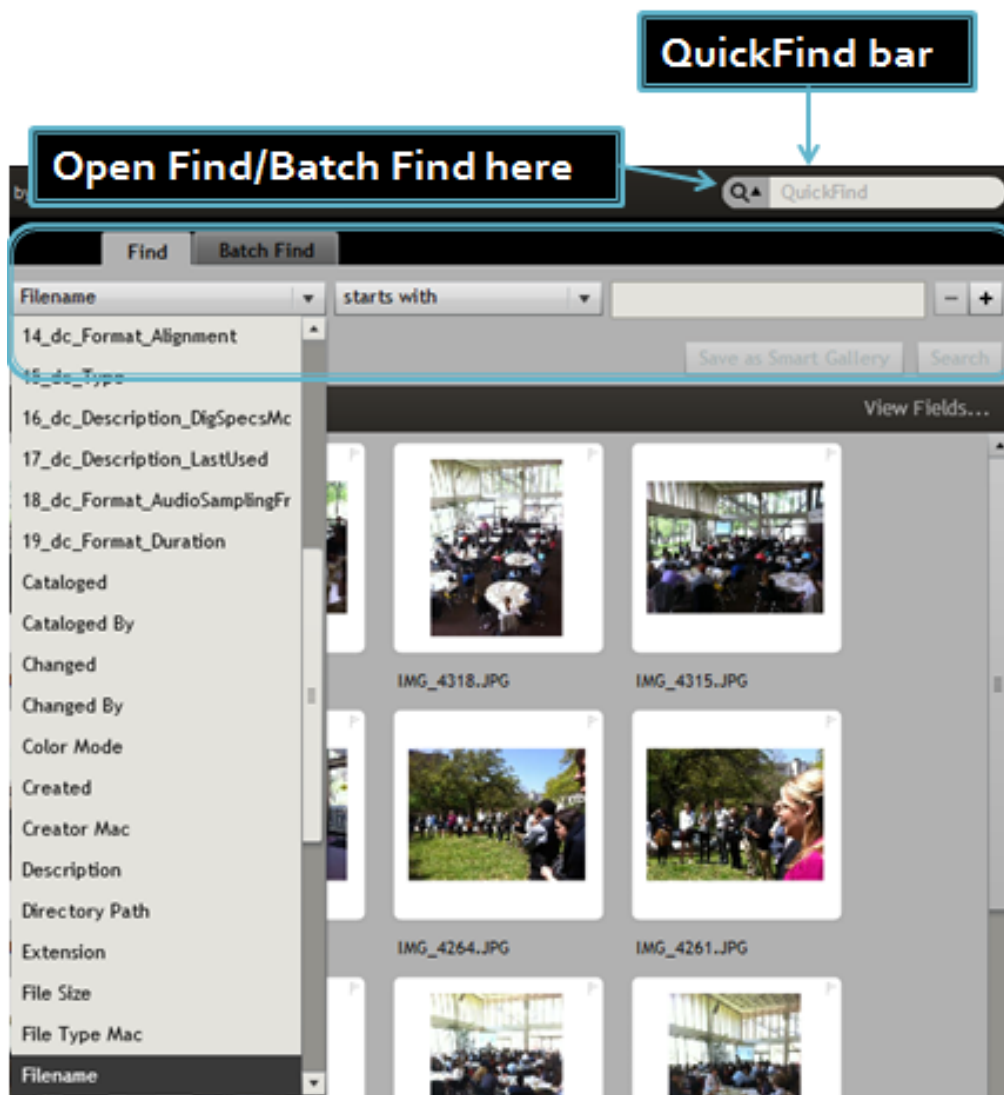 QuickFind bar
Open Find/Batch Find here
QuickFind
Find
Batch Find
Filename
starts with
14_dc_Format_Alignment
Save as Smart Gallery
Search
15_dc_Type
16_dc_Description_DigSpecsMc
View Fields...
17_dc_Description_LastUsed
18_dc_Format_AudioSamplingFr
19_dc_Format_Duration
Cataloged
Cataloged By
Changed
Changed By
Color Mode
Created
Creator Mac
Description
Directory Path
Extension
File Size
File Type Mac
Filename
IMG_4318.JPG
IMG_4315.JPG
IMG_4264.JPG
IMG_4261.JPG